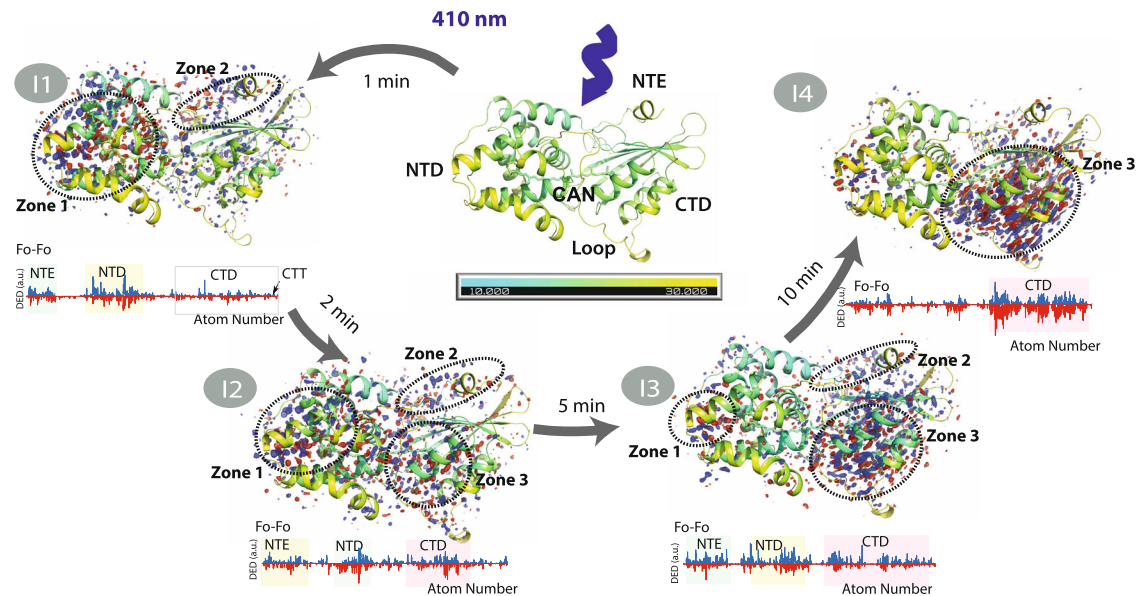 410 nm
I1
Zone 2
1 min
NTE
I4
NTD
CAN
CTD
Loop
Zone 3
Zone 1
10.000 30.000
Fo-Fo
NTE NTD CTD CTT
DED (a.u.)
Atom Number
2 min
10 min
Fo-Fo CTD
DED (a.u.)
Atom Number
I2
Zone 2
Zone 1
Zone 3
5 min
I3
Zone 2
Zone 1
Zone 3
Fo-Fo
NTE NTD CTD
DED (a.u.)
Atom Number
Fo-Fo
NTE NTD CTD
DED (a.u.)
Atom Number